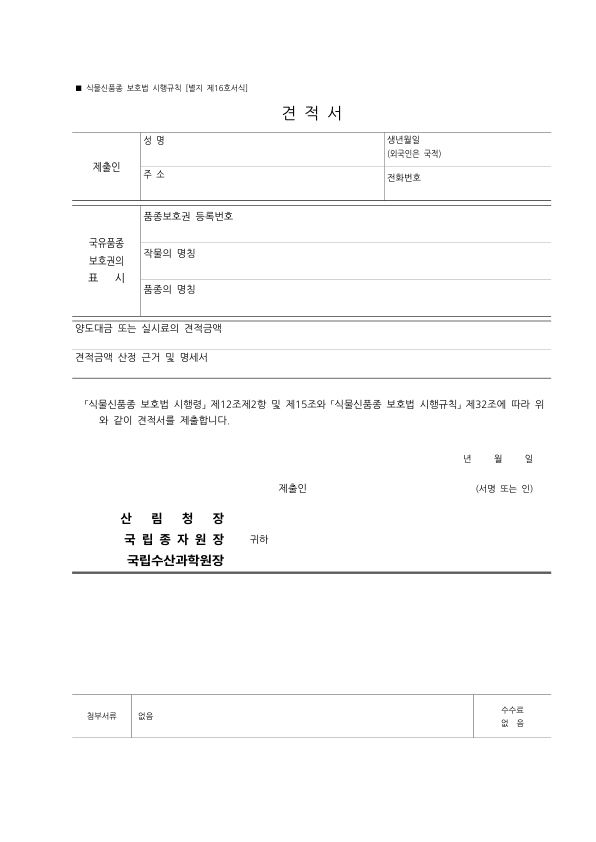 ■ 식물신품종 보호법 시행규칙 [별지 제16호서식]
견 적 서
제출인
성 명
생년월일
(외국인은 국적)
주 소
전화번호
국유품종
보호권의
표 시
품종보호권 등록번호
작물의 명칭
품종의 명칭
양도대금 또는 실시료의 견적금액
견적금액 산정 근거 및 명세서
「식물신품종 보호법 시행령」 제12조제2항 및 제15조와 「식물신품종 보호법 시행규칙」 제32조에 따라 위
와 같이 견적서를 제출합니다.
년 월 일
제출인 (서명 또는 인)
산 림 청 장
국 립 종 자 원 장 귀하
국립수산과학원장
첨부서류
없음
수수료
없 음